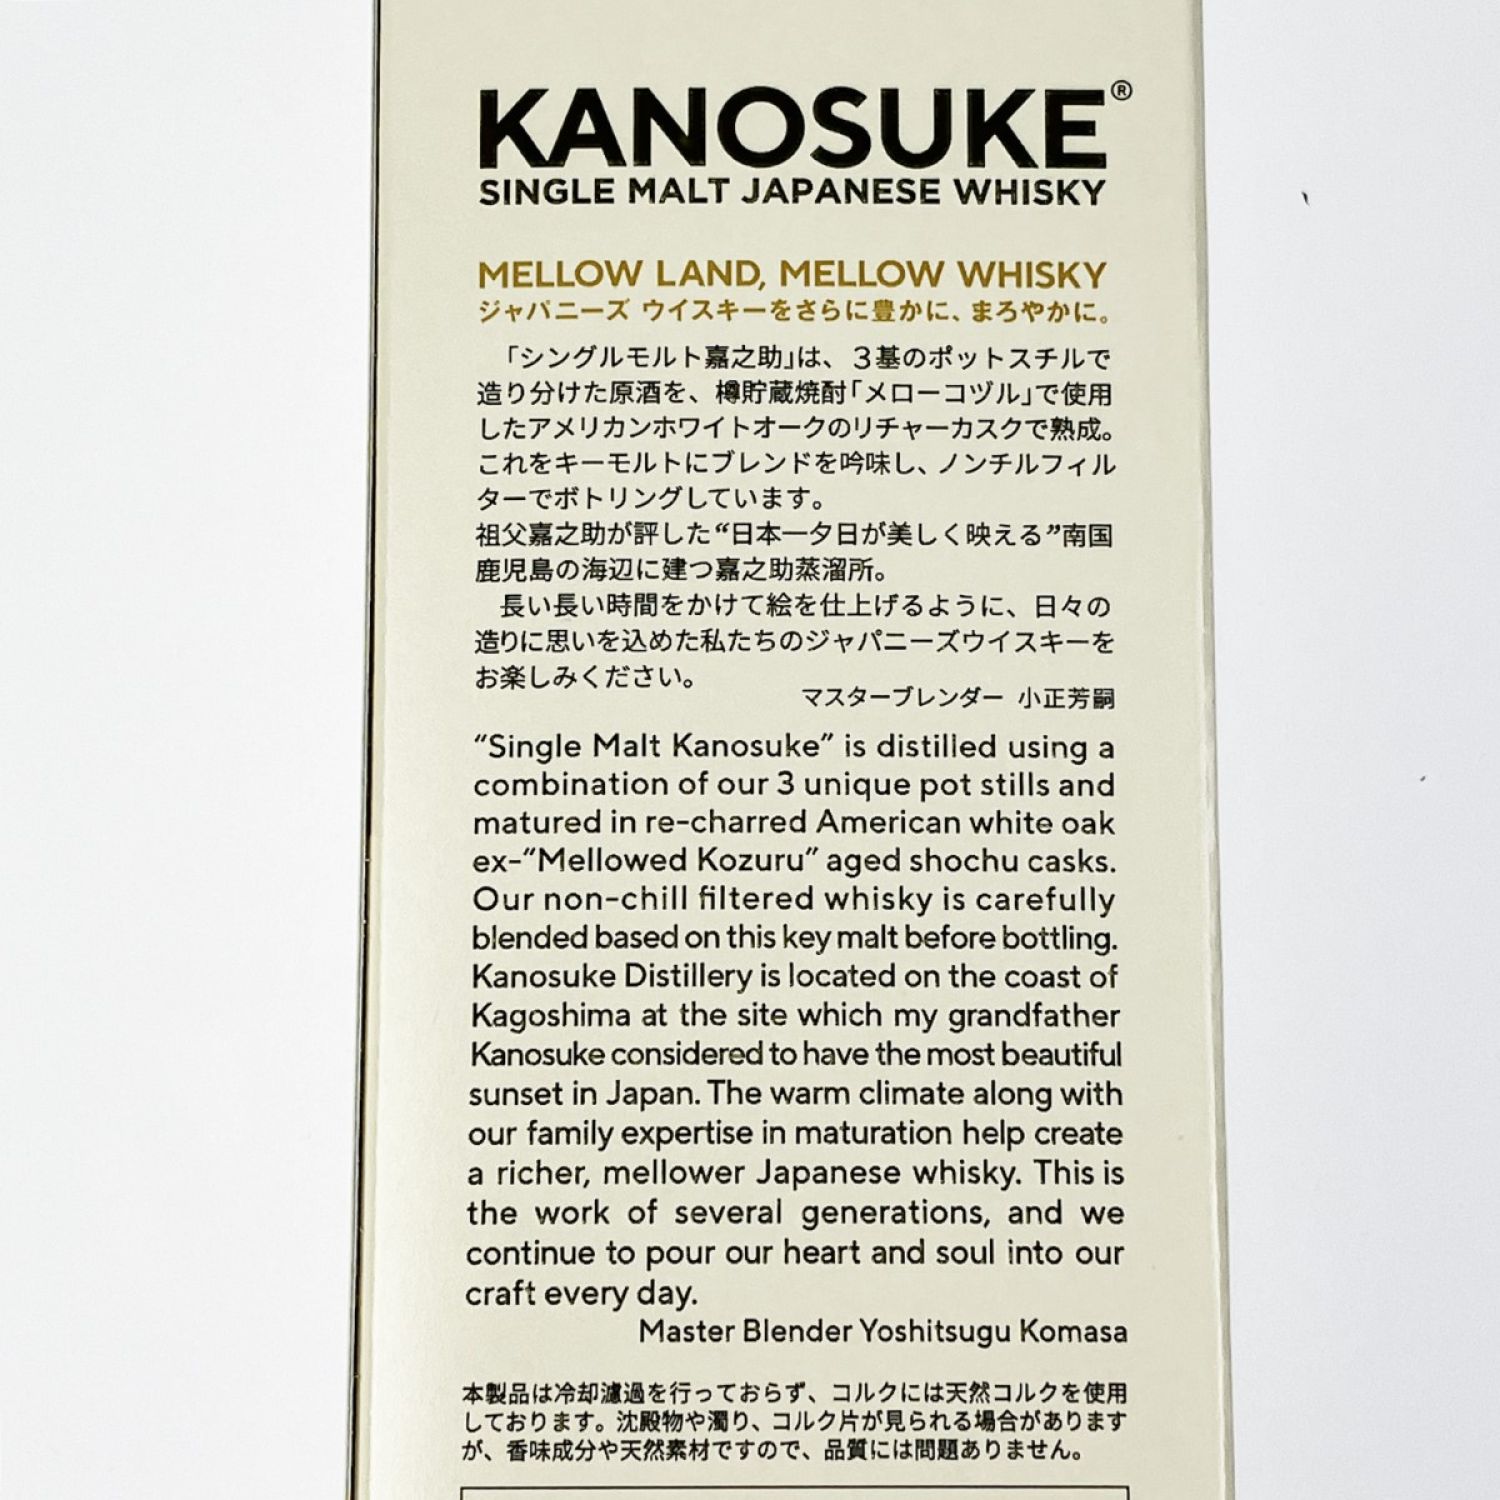 KANOSUKE®
SINGLE MALT JAPANESE WHISKY
MELLOW LAND, MELLOW WHISKY
ジャパニーズ ウイスキーをさらに豊かに、まろやかに。
「シングルモルト嘉之助」は、3基のポットスチルで
造り分けた原酒を、樽貯蔵焼酎「メローコヅル」で使用
したアメリカンホワイトオークのリチャーカスクで熟成。
これをキーモルトにブレンドを吟味し、ノンチルフィル
ターでボトリングしています。
祖父嘉之助が評した“日本一夕日が美しく映える”南国
鹿児島の海辺に建つ嘉之助蒸溜所。
長い長い時間をかけて絵を仕上げるように、日々の
造りに思いを込めた私たちのジャパニーズウイスキーを
お楽しみください。
マスターブレンダー 小正芳嗣
“Single Malt Kanosuke” is distilled using a
combination of our 3 unique pot stills and
matured in re-charred American white oak
ex-“Mellowed Kozuru” aged shochu casks.
Our non-chill filtered whisky is carefully
blended based on this key malt before bottling.
Kanosuke Distillery is located on the coast of
Kagoshima at the site which my grandfather
Kanosuke considered to have the most beautiful
sunset in Japan. The warm climate along with
our family expertise in maturation help create
a richer, mellower Japanese whisky. This is
the work of several generations, and we
continue to pour our heart and soul into our
craft every day.
Master Blender Yoshitsugu Komasa
本製品は冷却濾過を行っておらず、コルクには天然コルクを使用
しております。沈殿物や濁り、コルク片が見られる場合があります
が、香味成分や天然素材ですので、品質には問題ありません。